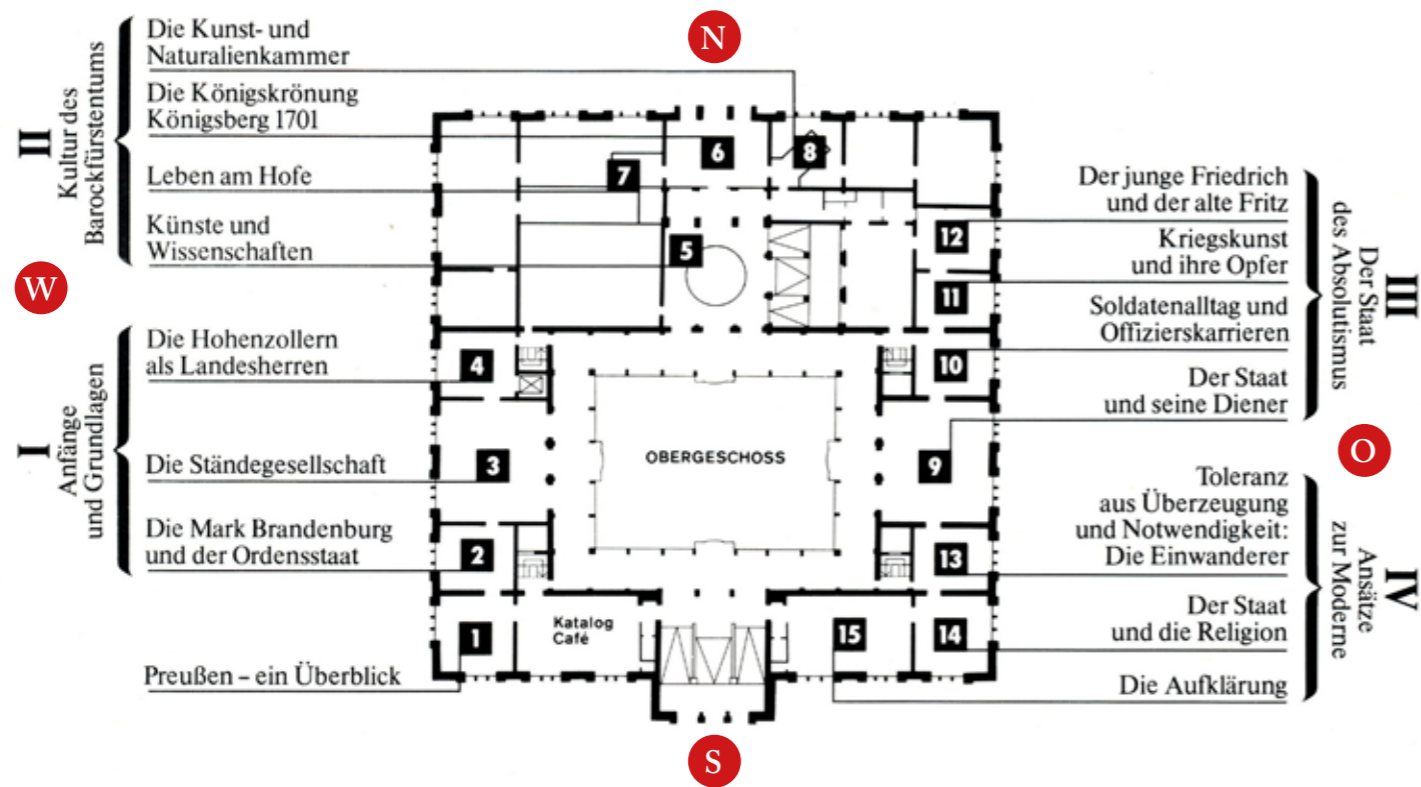 N
Die Kunst- und
Naturalienkammer
Die Königskrönung
Königsberg 1701
Leben am Hofe
Künste und
Wissenschaften
II
Kultur des
Barockfürstentums
W
Die Hohenzollern
als Landesherren
Die Ständegesellschaft
Die Mark Brandenburg
und der Ordensstaat
I
Anfänge
und Grundlagen
Preußen – ein Überblick
6
8
7
5
4
3
2
1
Katalog
Café
OBERGESCHOSS
12
11
10
9
13
14
15
Der junge Friedrich
und der alte Fritz
Kriegskunst
und ihre Opfer
Soldatenalltag und
Offizierskarrieren
Der Staat
und seine Diener
III
Der Staat
des Absolutismus
O
Toleranz
aus Überzeugung
und Notwendigkeit:
Die Einwanderer
Der Staat
und die Religion
Die Aufklärung
IV
Ansätze
zur Moderne
S